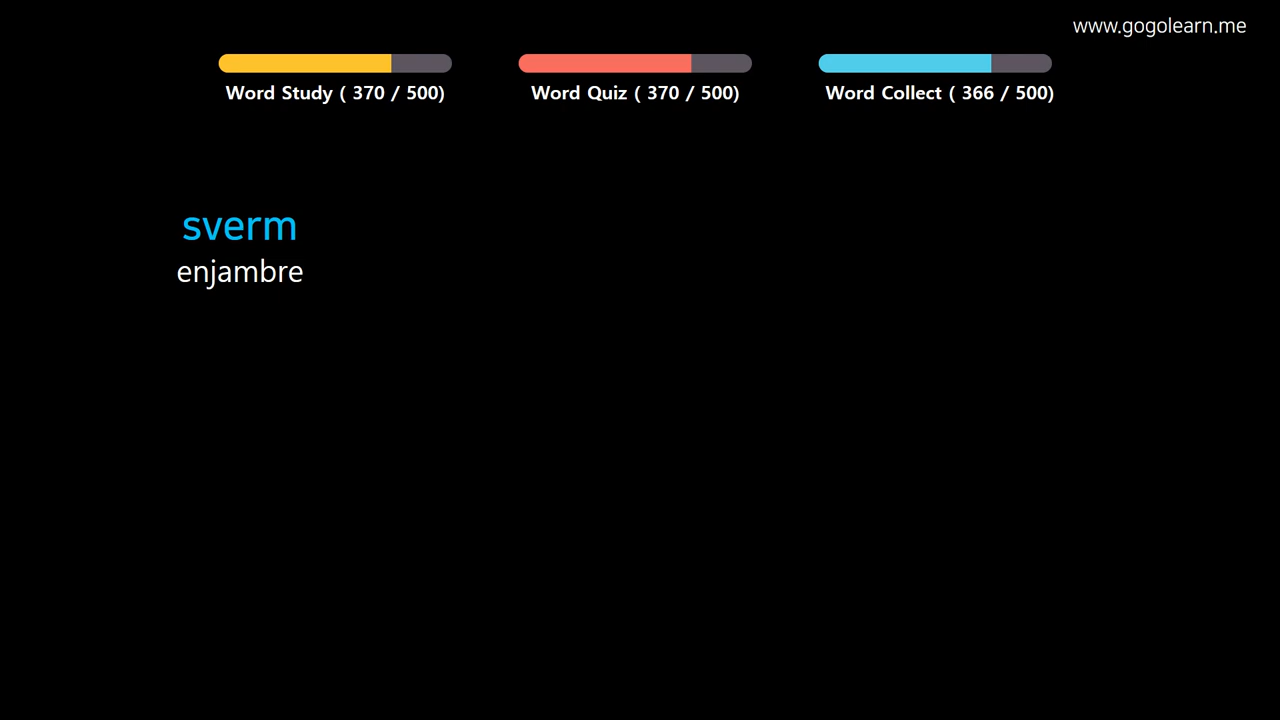 www.gogolearn.me
Word Study ( 370 / 500)
Word Quiz ( 370 / 500)
Word Collect ( 366 / 500)
sverm
enjambre